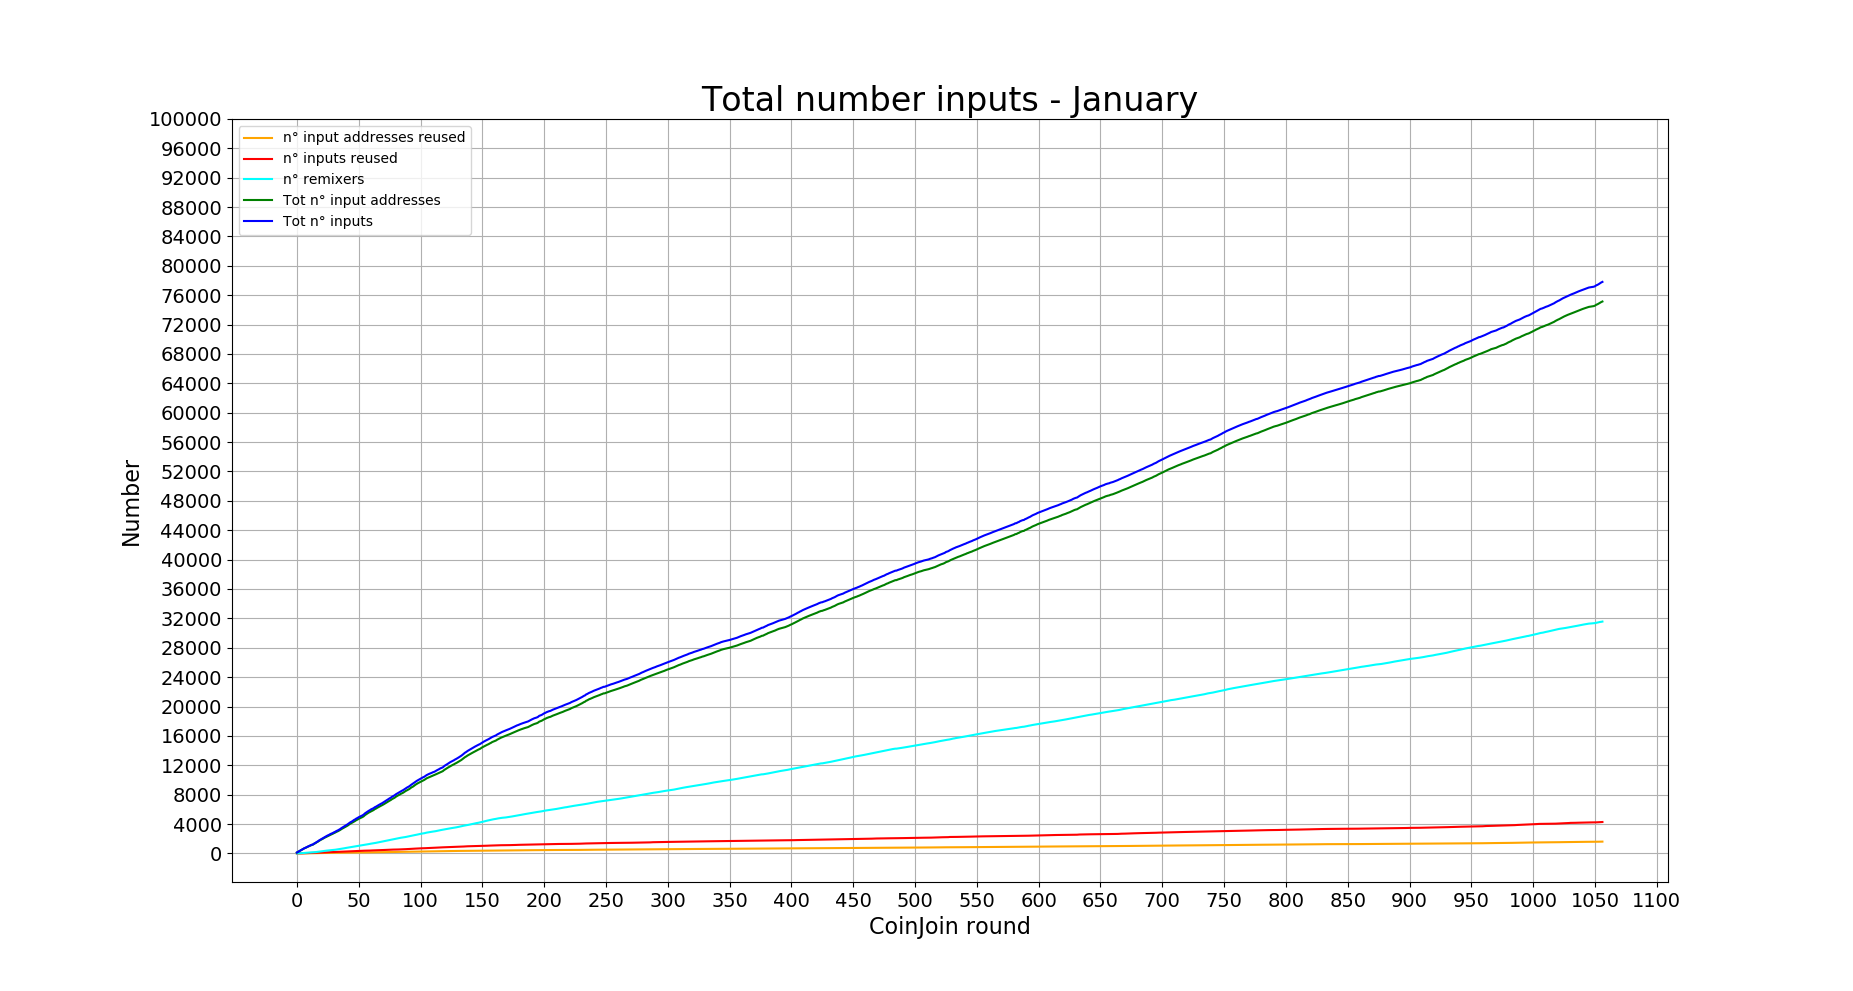 Total number inputs - January
100000
96000
92000
88000
84000
80000
76000
72000
68000
64000
60000
56000
52000
48000
44000
40000
36000
32000
28000
24000
20000
16000
12000
8000
4000
0
n° input addresses reused
n° inputs reused
n° remixers
Tot n° input addresses
Tot n° inputs
Number
0 50 100 150 200 250 300 350 400 450 500 550 600 650 700 750 800 850 900 950 1000 1050 1100
CoinJoin round